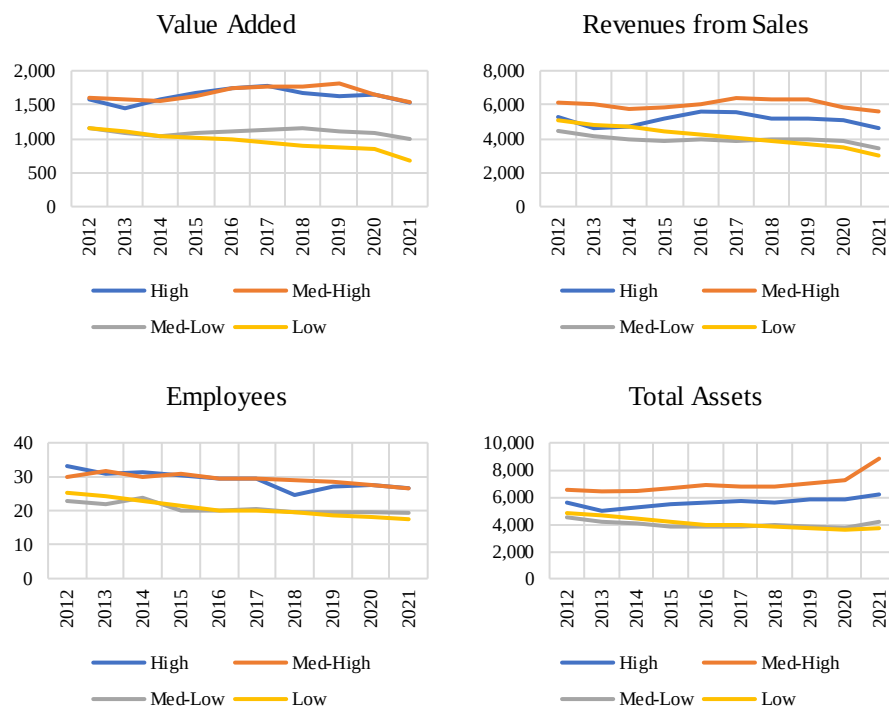 Value Added
2,000
1,500
1,000
500
0
2012 2013 2014 2015 2016 2017 2018 2019 2020 2021
High Med-High
Med-Low Low
Revenues from Sales
8,000
6,000
4,000
2,000
0
2012 2013 2014 2015 2016 2017 2018 2019 2020 2021
High Med-High
Med-Low Low
Employees
40
30
20
10
0
2012 2013 2014 2015 2016 2017 2018 2019 2020 2021
High Med-High
Med-Low Low
Total Assets
10,000
8,000
6,000
4,000
2,000
0
2012 2013 2014 2015 2016 2017 2018 2019 2020 2021
High Med-High
Med-Low Low